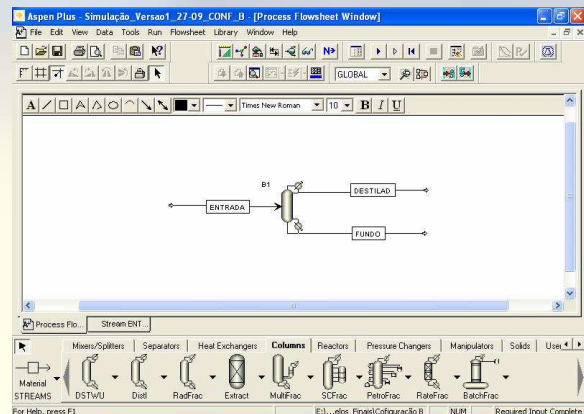 Aspen Plus - Simulação_Versao1_27-09_CONF_B - [Process Flowsheet Window]
File Edit View Data Tools Run Flowsheet Library Window Help
N»
GLOBAL
A Times New Roman 10 B I U
B1
DESTILAD
ENTRADA
FUNDO
Process Flo... Stream ENT...
Mixers/Splitters Separators Heat Exchangers Columns Reactors Pressure Changers Manipulators Solids User
Material
STREAMS DSTWU Distl RadFrac Extract MultiFrac SCFrac PetroFrac RateFrac BatchFrac
For Help, press F1 E:\...elos_Finais\Cofiguração B NUM Required Input Complete